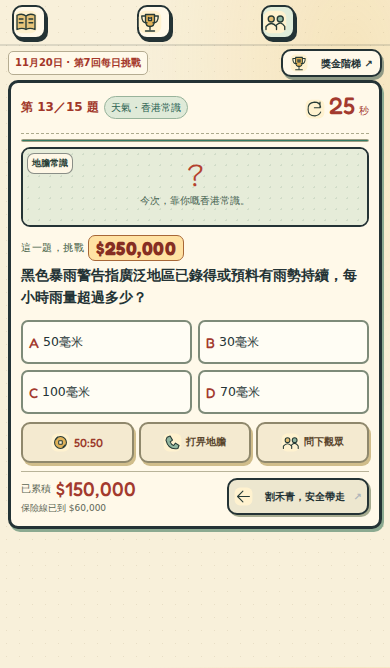 11月20日 · 第7回每日挑戰
獎金階梯 ↗
第 13／15 題
天氣・香港常識
25 秒
地膽常識
?
今次，靠你嘅香港常識。
這一題，挑戰 $250,000
黑色暴雨警告指廣泛地區已錄得或預料有雨勢持續，每
小時雨量超過多少？
A 50毫米
B 30毫米
C 100毫米
D 70毫米
50:50
打畀地膽
問下觀眾
已累積 $150,000
保險線已到 $60,000
← 割禾青，安全帶走 ↗